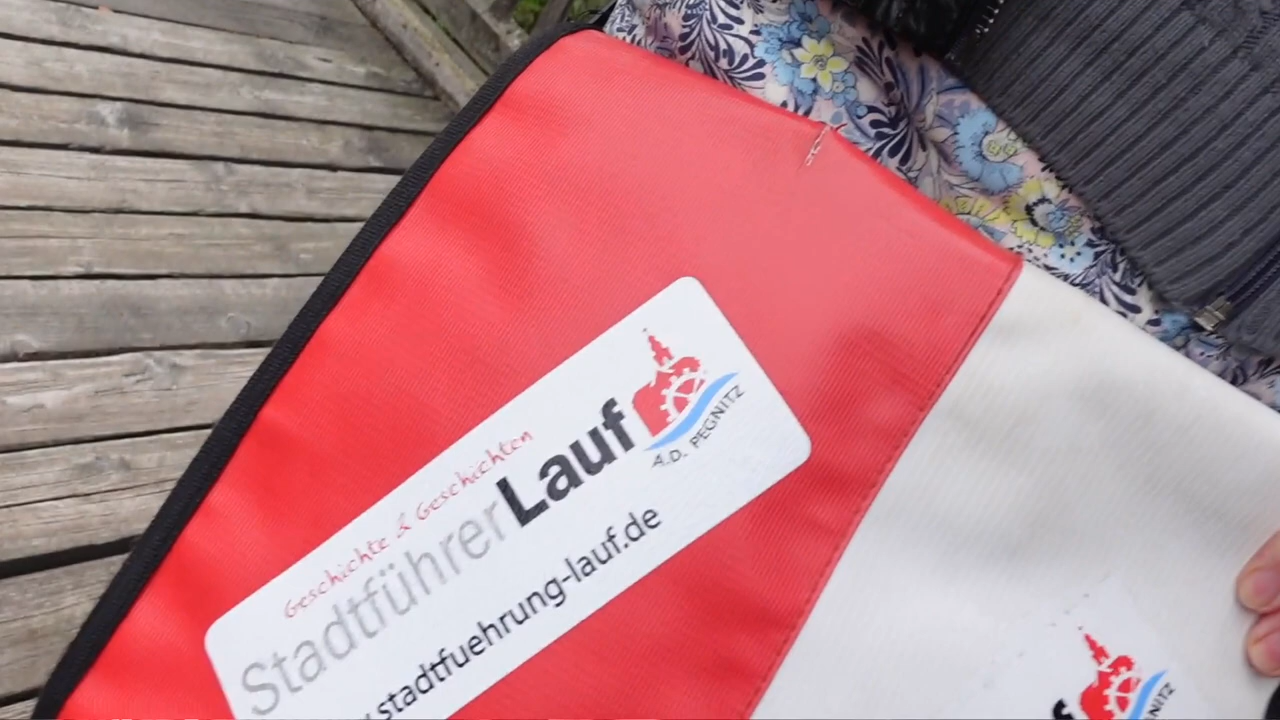 Geschichte & Geschichten
StadtführerLauf
A.D. PEGNITZ
stadtfuehrung-lauf.de